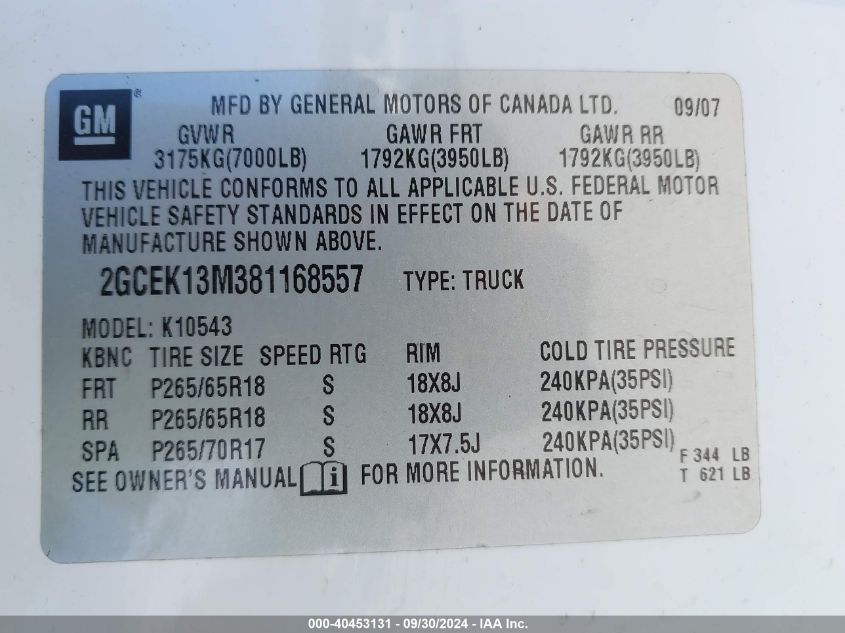 GM ®
MFD BY GENERAL MOTORS OF CANADA LTD. 09/07
GVWR GAWR FRT GAWR RR
3175KG(7000LB) 1792KG(3950LB) 1792KG(3950LB)
THIS VEHICLE CONFORMS TO ALL APPLICABLE U.S. FEDERAL MOTOR
VEHICLE SAFETY STANDARDS IN EFFECT ON THE DATE OF
MANUFACTURE SHOWN ABOVE.
2GCEK13M381168557 TYPE: TRUCK
MODEL: K10543
KBNC TIRE SIZE SPEED RTG RIM COLD TIRE PRESSURE
FRT P265/65R18 S 18X8J 240KPA(35PSI)
RR P265/65R18 S 18X8J 240KPA(35PSI)
SPA P265/70R17 S 17X7.5J 240KPA(35PSI)
F 344 LB
SEE OWNER'S MANUAL i FOR MORE INFORMATION.
T 621 LB
000-40453131 - 09/30/2024 - IAA Inc.